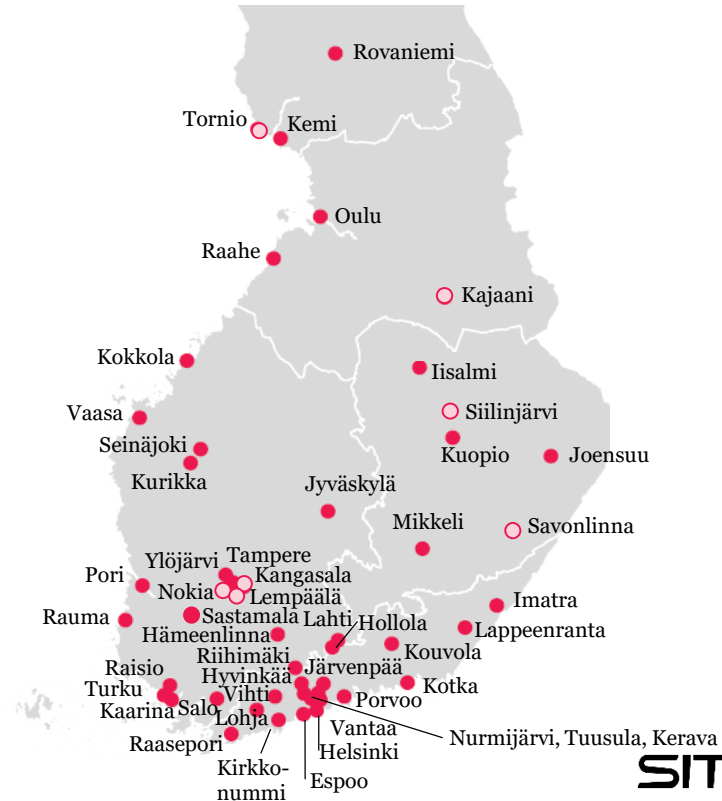 Rovaniemi
Tornio
Kemi
Oulu
Raahe
Kajaani
Kokkola
Iisalmi
Siilinjärvi
Vaasa
Seinäjoki
Kuopio
Joensuu
Kurikka
Jyväskylä
Mikkeli
Savonlinna
Ylöjärvi
Tampere
Pori
Nokia
Kangasala
Lempäälä
Imatra
Rauma
Sastamala
Lahti
Hollola
Lappeenranta
Hämeenlinna
Kouvola
Riihimäki
Järvenpää
Raisio
Hyvinkää
Kotka
Turku
Vihti
Porvoo
Kaarina
Salo
Lohja
Vantaa
Raasepori
Helsinki
Nurmijärvi, Tuusula, Kerava
Kirkko-
nummi
Espoo
SIT